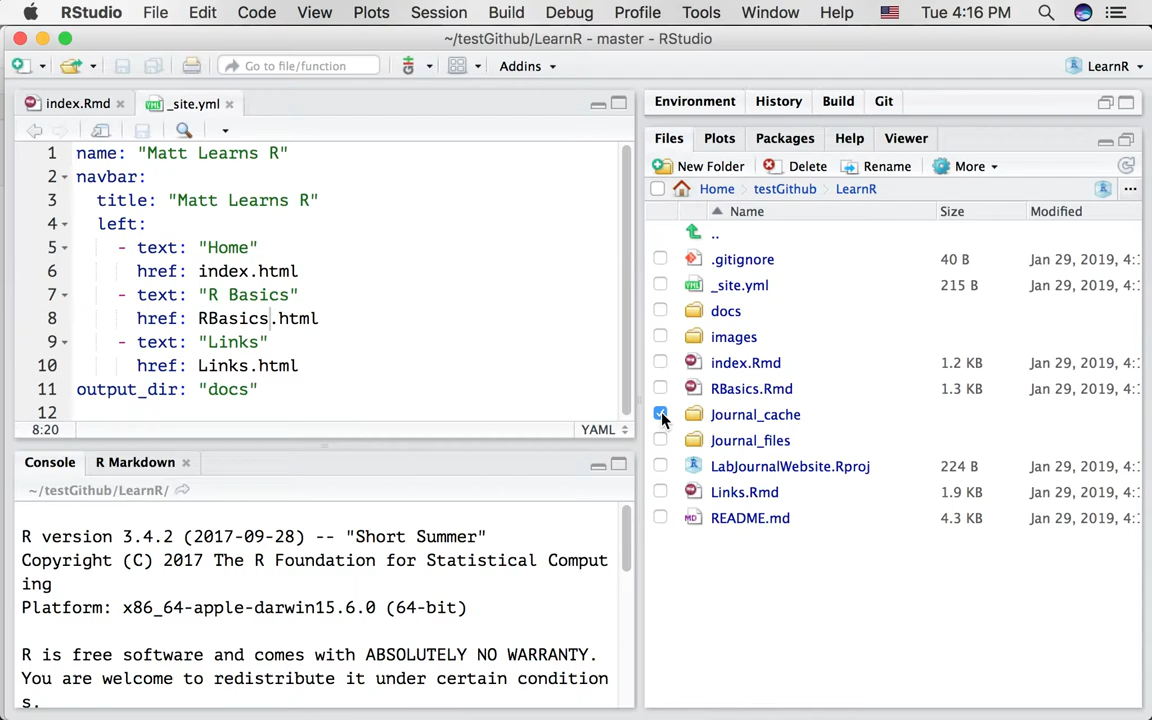 RStudio File Edit Code View Plots Session Build Debug Profile Tools Window Help Tue 4:16 PM
~/testGithub/LearnR - master - RStudio
Go to file/function Addins LearnR
index.Rmd _site.yml
1 name: "Matt Learns R"
2 navbar:
3 title: "Matt Learns R"
4 left:
5 - text: "Home"
6 href: index.html
7 - text: "R Basics"
8 href: RBasics.html
9 - text: "Links"
10 href: Links.html
11 output_dir: "docs"
12
8:20 YAML
Console R Markdown
~/testGithub/LearnR/
R version 3.4.2 (2017-09-28) -- "Short Summer"
Copyright (C) 2017 The R Foundation for Statistical Comput
ing
Platform: x86_64-apple-darwin15.6.0 (64-bit)
R is free software and comes with ABSOLUTELY NO WARRANTY.
You are welcome to redistribute it under certain condition
s.
Environment History Build Git
Files Plots Packages Help Viewer
New Folder Delete Rename More
Home testGithub LearnR
Name Size Modified
..
.gitignore 40 B Jan 29, 2019, 4:
_site.yml 215 B Jan 29, 2019, 4:
docs
images
index.Rmd 1.2 KB Jan 29, 2019, 4:
RBasics.Rmd 1.3 KB Jan 29, 2019, 4:
Journal_cache
Journal_files
LabJournalWebsite.Rproj 224 B Jan 29, 2019, 4:
Links.Rmd 1.9 KB Jan 29, 2019, 4:
README.md 4.3 KB Jan 29, 2019, 4: